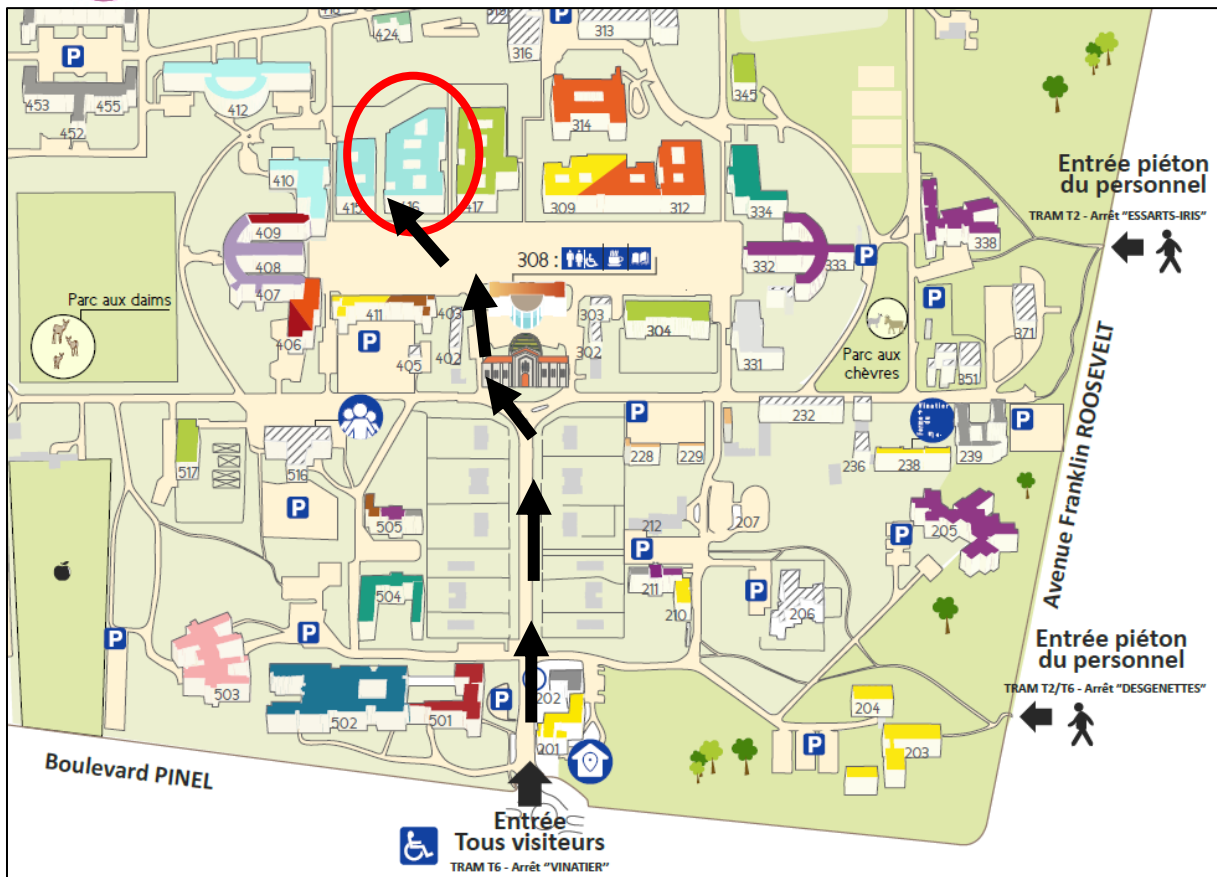 424
316
313
P
453
455
452
412
345
314
410
415
416
417
309
312
334
Entrée piéton
du personnel
TRAM T2 - Arrêt "ESSARTS-IRIS"
409
408
407
308 :
332
333
P
338
Parc aux daims
411
403
303
304
P
371
406
P
405
402
302
331
Parc aux
chèvres
351
Avenue Franklin ROOSEVELT
232
P
P
517
516
228
229
236
238
239
P
505
212
207
P
205
P
504
211
210
P
206
P
P
503
502
501
P
202
201
204
203
P
Entrée piéton
du personnel
TRAM T2/T6 - Arrêt "DESGENETTES"
Boulevard PINEL
Entrée
Tous visiteurs
TRAM T6 - Arrêt "VINATIER"